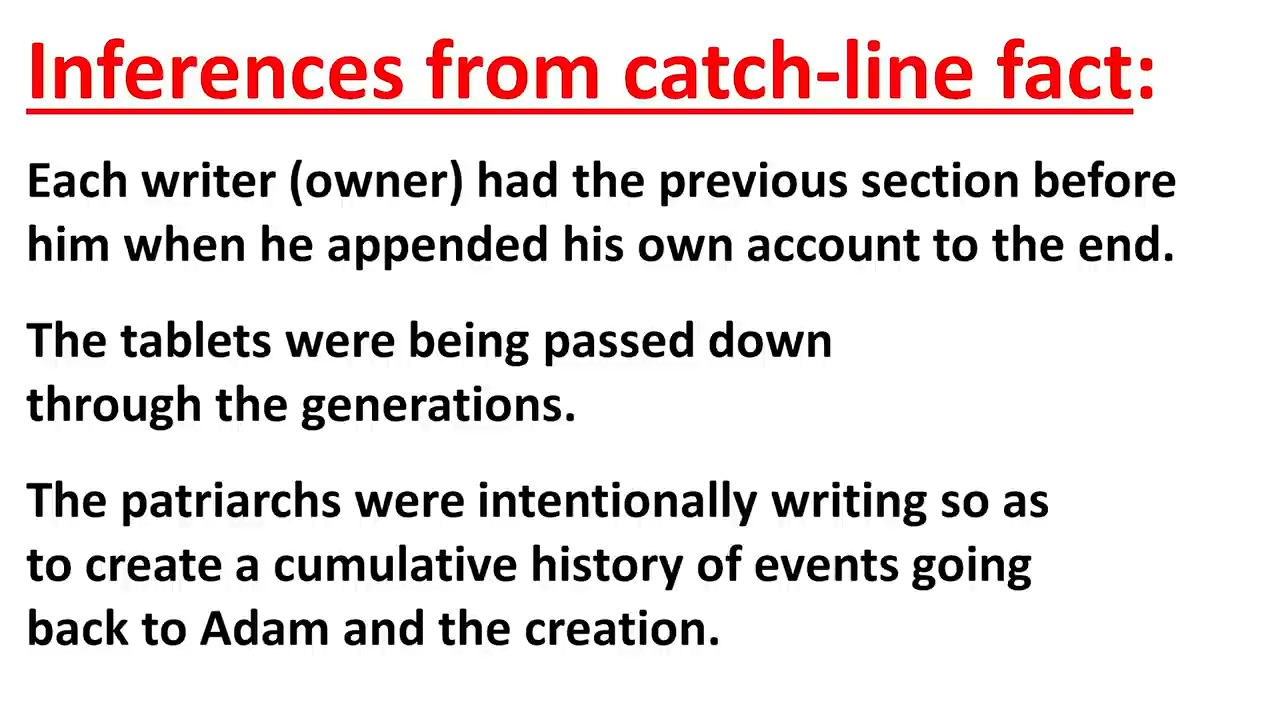 Inferences from catch-line fact:
Each writer (owner) had the previous section before
him when he appended his own account to the end.
The tablets were being passed down
through the generations.
The patriarchs were intentionally writing so as
to create a cumulative history of events going
back to Adam and the creation.